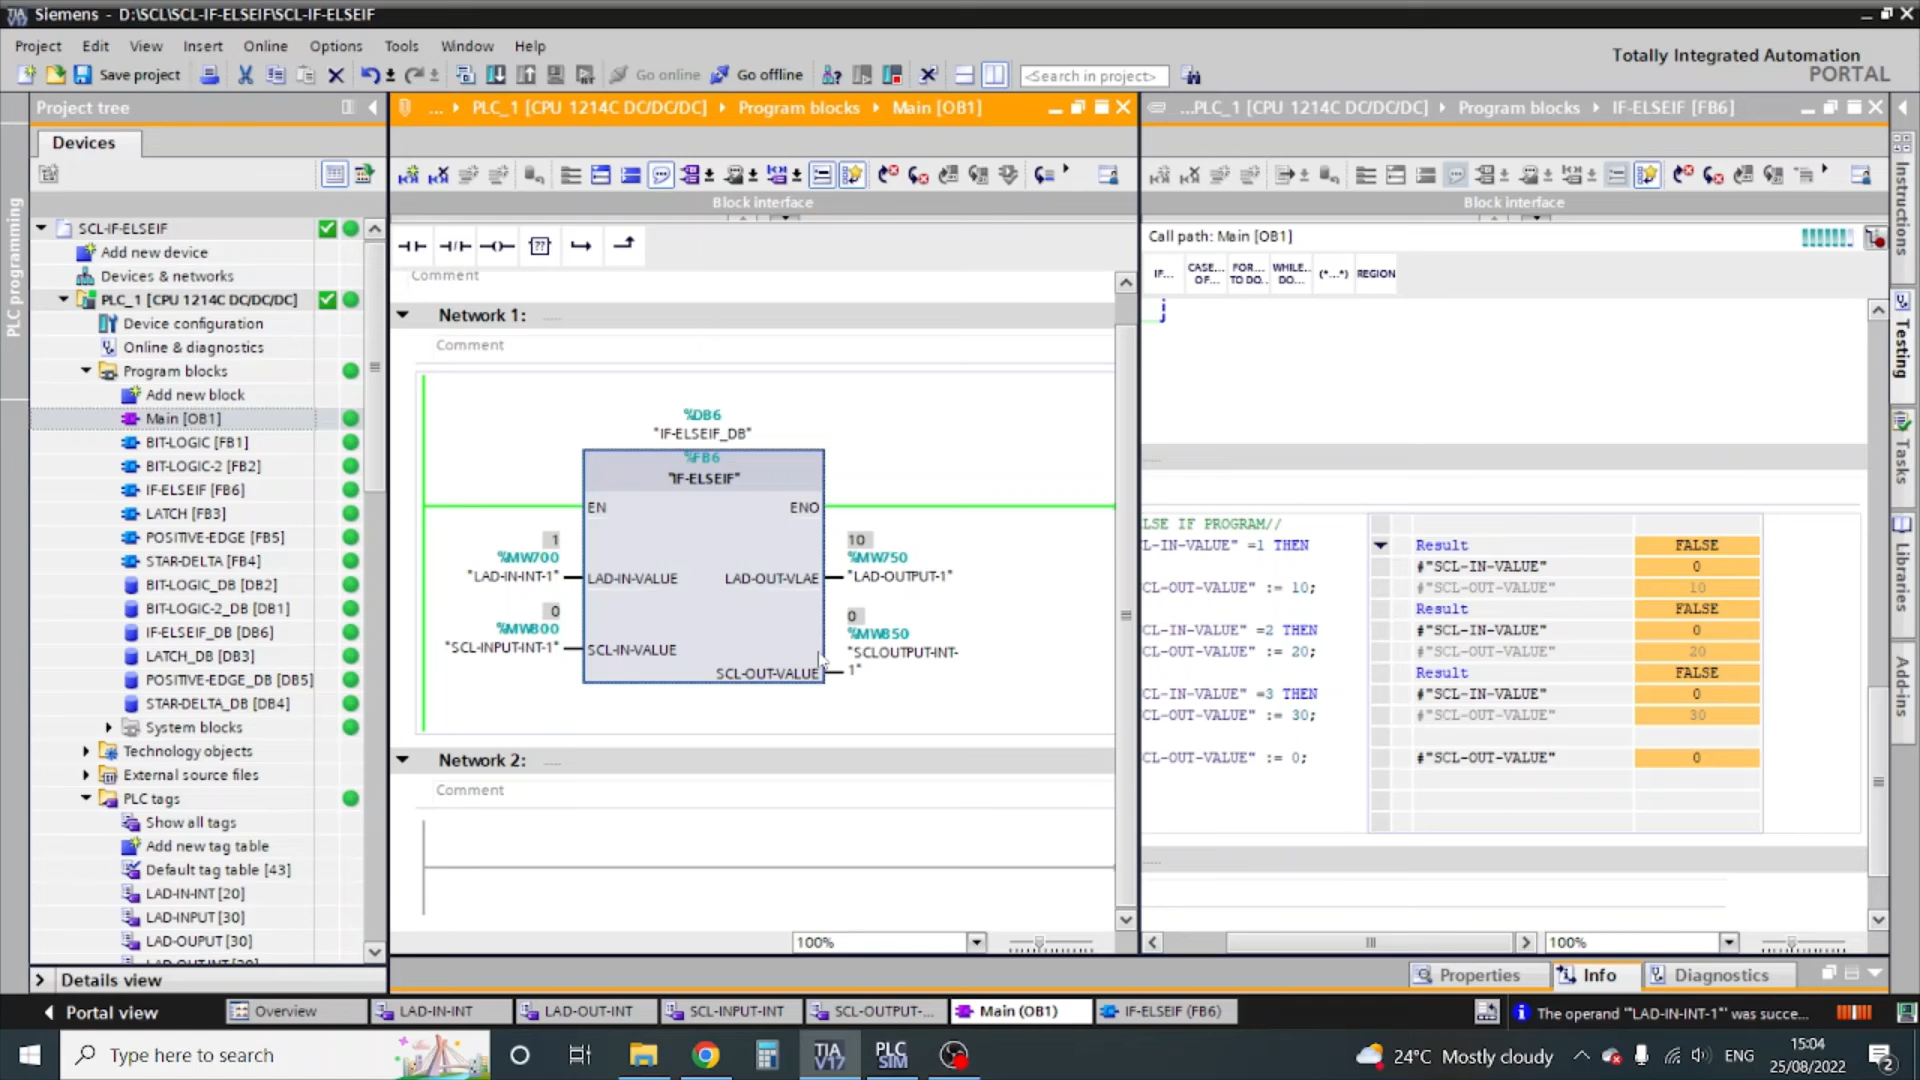 Siemens - D:\SCL\SCL-IF-ELSEIF\SCL-IF-ELSEIF
Project Edit View Insert Online Options Tools Window Help
Totally Integrated Automation
PORTAL
Save project
Go online
Go offline
<Search in project>
PLC programming
Project tree
Devices
SCL-IF-ELSEIF
Add new device
Devices & networks
PLC_1 [CPU 1214C DC/DC/DC]
Device configuration
Online & diagnostics
Program blocks
Add new block
Main [OB1]
BIT-LOGIC [FB1]
BIT-LOGIC-2 [FB2]
IF-ELSEIF [FB6]
LATCH [FB3]
POSITIVE-EDGE [FB5]
STAR-DELTA [FB4]
BIT-LOGIC_DB [DB2]
BIT-LOGIC-2_DB [DB1]
IF-ELSEIF_DB [DB6]
LATCH_DB [DB3]
POSITIVE-EDGE_DB [DB5]
STAR-DELTA_DB [DB4]
System blocks
Technology objects
External source files
PLC tags
Show all tags
Add new tag table
Default tag table [43]
LAD-IN-INT [20]
LAD-INPUT [30]
LAD-OUPUT [30]
Details view
... PLC_1 [CPU 1214C DC/DC/DC] Program blocks Main [OB1]
Block interface
??
Comment
Network 1: .....
Comment
%DB6
"IF-ELSEIF_DB"
%FB6
"IF-ELSEIF"
EN ENO
1
%MW700
"LAD-IN-INT-1"
LAD-IN-VALUE
LAD-OUT-VLAE
10
%MW750
"LAD-OUTPUT-1"
0
%MW800
"SCL-INPUT-INT-1"
SCL-IN-VALUE
SCL-OUT-VALUE
0
%MW850
"SCLOUTPUT-INT-
1"
Network 2: .....
Comment
100%
...PLC_1 [CPU 1214C DC/DC/DC] Program blocks IF-ELSEIF [FB6]
Block interface
Call path: Main [OB1]
IF... CASE... OF... FOR... TO DO... WHILE... DO... (*...*) REGION
;
LSE IF PROGRAM//
L-IN-VALUE" =1 THEN Result FALSE
#"SCL-IN-VALUE" 0
CL-OUT-VALUE" := 10; #"SCL-OUT-VALUE" 10
Result FALSE
CL-IN-VALUE" =2 THEN #"SCL-IN-VALUE" 0
CL-OUT-VALUE" := 20; #"SCL-OUT-VALUE" 20
Result FALSE
CL-IN-VALUE" =3 THEN #"SCL-IN-VALUE" 0
CL-OUT-VALUE" := 30; #"SCL-OUT-VALUE" 30
CL-OUT-VALUE" := 0; #"SCL-OUT-VALUE" 0
100%
Instructions
Testing
Tasks
Libraries
Add-ins
Properties Info Diagnostics
Portal view Overview LAD-IN-INT LAD-OUT-INT SCL-INPUT-INT SCL-OUTPUT-... Main (OB1) IF-ELSEIF (FB6)
The operand '"LAD-IN-INT-1"' was succe...
Type here to search
TIA V17
PLC SIM
24°C Mostly cloudy
ENG
15:04
25/08/2022
2